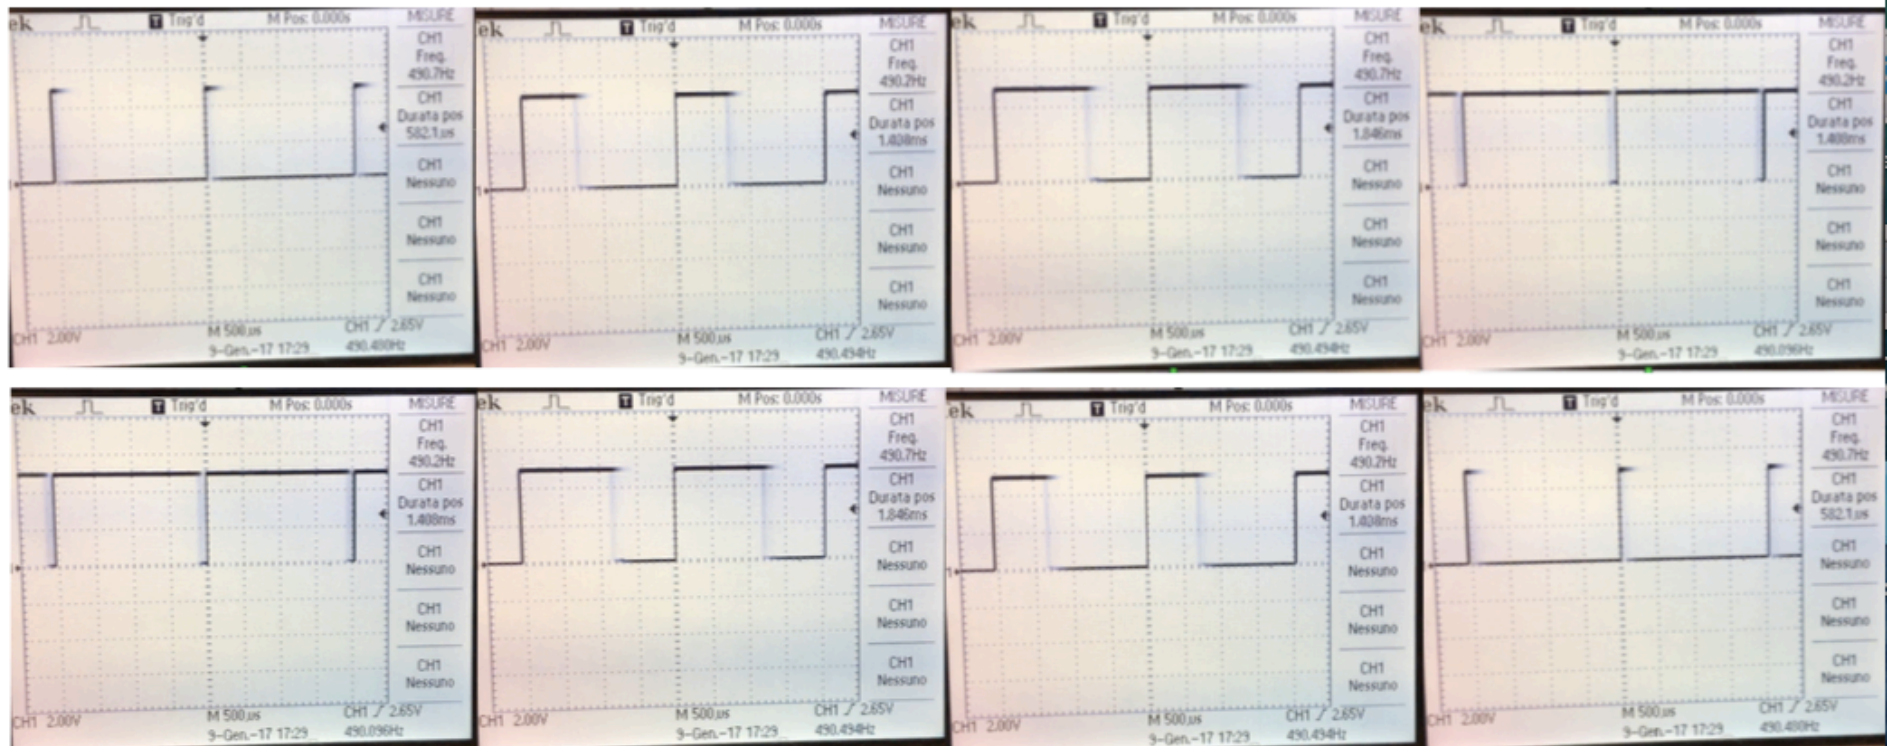 ek T Trig'd M Pos: 0.000s MISURE
CH1
Freq.
490.7Hz
CH1
Durata pos
582.1us
CH1
Nessuno
CH1
Nessuno
CH1
Nessuno
CH1 2.00V M 500us CH1 2.65V
9-Gen.-17 17:29 490.480Hz
ek T Trig'd M Pos: 0.000s MISURE
CH1
Freq.
490.2Hz
CH1
Durata pos
CH1
Nessuno
CH1
Nessuno
CH1
Nessuno
CH1 2.00V M 500us CH1 2.65V
9-Gen.-17 17:29 490.494Hz
ek T Trig'd M Pos: 0.000s MISURE
CH1
Freq.
490.7Hz
CH1
Durata pos
1.846ms
CH1
Nessuno
CH1
Nessuno
CH1
Nessuno
CH1 2.00V M 500us CH1 2.65V
9-Gen.-17 17:29 490.494Hz
ek T Trig'd M Pos: 0.000s MISURE
CH1
Freq.
490.2Hz
CH1
Durata pos
1.408ms
CH1
Nessuno
CH1
Nessuno
CH1
Nessuno
CH1 2.00V M 500us CH1 2.65V
9-Gen.-17 17:29 490.096Hz
ek T Trig'd M Pos: 0.000s MISURE
CH1
Freq.
490.2Hz
CH1
Durata pos
1.408ms
CH1
Nessuno
CH1
Nessuno
CH1
Nessuno
CH1 2.00V M 500us CH1 2.65V
9-Gen.-17 17:29 490.096Hz
ek T Trig'd M Pos: 0.000s MISURE
CH1
Freq.
490.7Hz
CH1
Durata pos
1.846ms
CH1
Nessuno
CH1
Nessuno
CH1
Nessuno
CH1 2.00V M 500us CH1 2.65V
9-Gen.-17 17:29 490.494Hz
ek T Trig'd M Pos: 0.000s MISURE
CH1
Freq.
490.2Hz
CH1
Durata pos
CH1
Nessuno
CH1
Nessuno
CH1
Nessuno
CH1 2.00V M 500us CH1 2.65V
9-Gen.-17 17:29 490.494Hz
ek T Trig'd M Pos: 0.000s MISURE
CH1
Freq.
490.7Hz
CH1
Durata pos
582.1us
CH1
Nessuno
CH1
Nessuno
CH1
Nessuno
CH1 2.00V M 500us CH1 2.65V
9-Gen.-17 17:29 490.480Hz